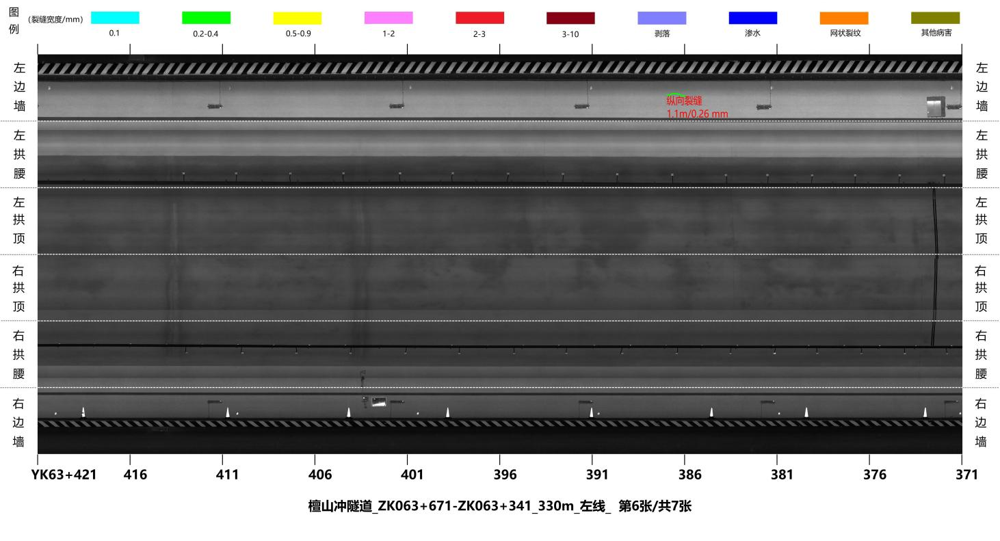 图例
(裂缝宽度/mm)
0.1
0.2-0.4
0.5-0.9
1-2
2-3
3-10
剥落
渗水
网状裂纹
其他病害
左边墙
左边墙
纵向裂缝
1.1m/0.26 mm
左拱腰
左拱腰
左拱顶
左拱顶
右拱顶
右拱顶
右拱腰
右拱腰
右边墙
右边墙
YK63+421
416
411
406
401
396
391
386
381
376
371
檀山冲隧道_ZK063+671-ZK063+341_330m_左线_ 第6张/共7张